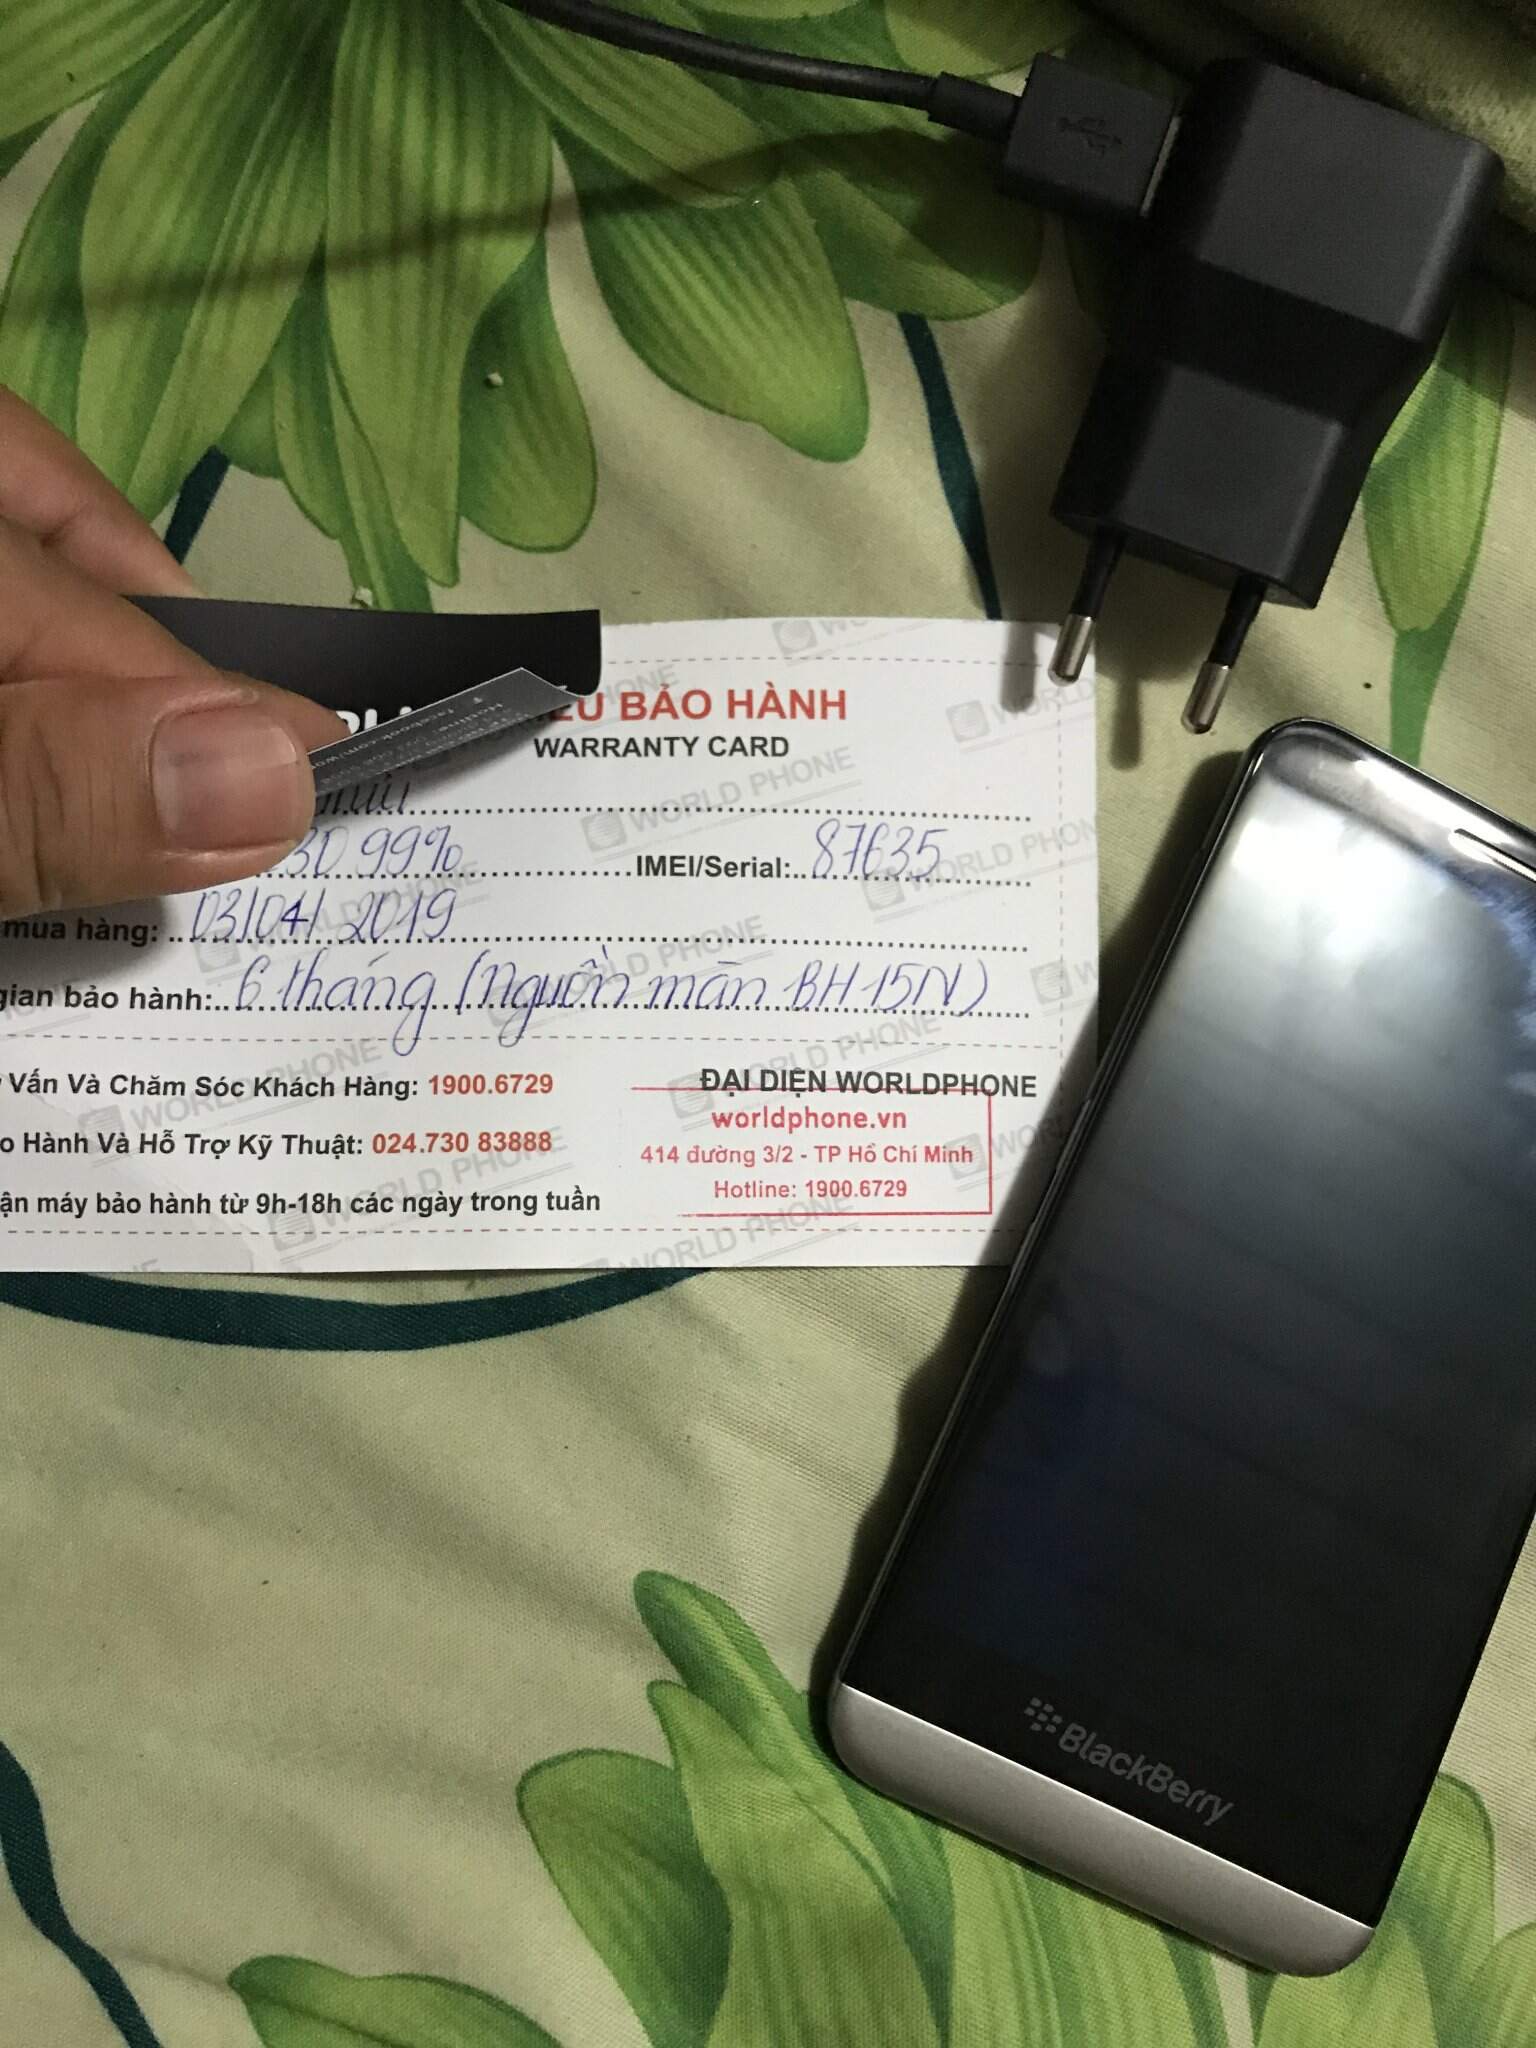 BẢO HÀNH
WARRANTY CARD
30 99% IMEI/Serial: 87635
mua hàng: 03/04/2019
gian bảo hành: 6 tháng (Nguồn màn BH 15N)
Vấn Và Chăm Sóc Khách Hàng: 1900.6729
Hành Và Hỗ Trợ Kỹ Thuật: 024.730 83888
máy bảo hành từ 9h-18h các ngày trong tuần
ĐẠI DIỆN WORLDPHONE
worldphone.vn
414 đường 3/2 - TP Hồ Chí Minh
Hotline: 1900.6729
WORLD PHONE
BlackBerry